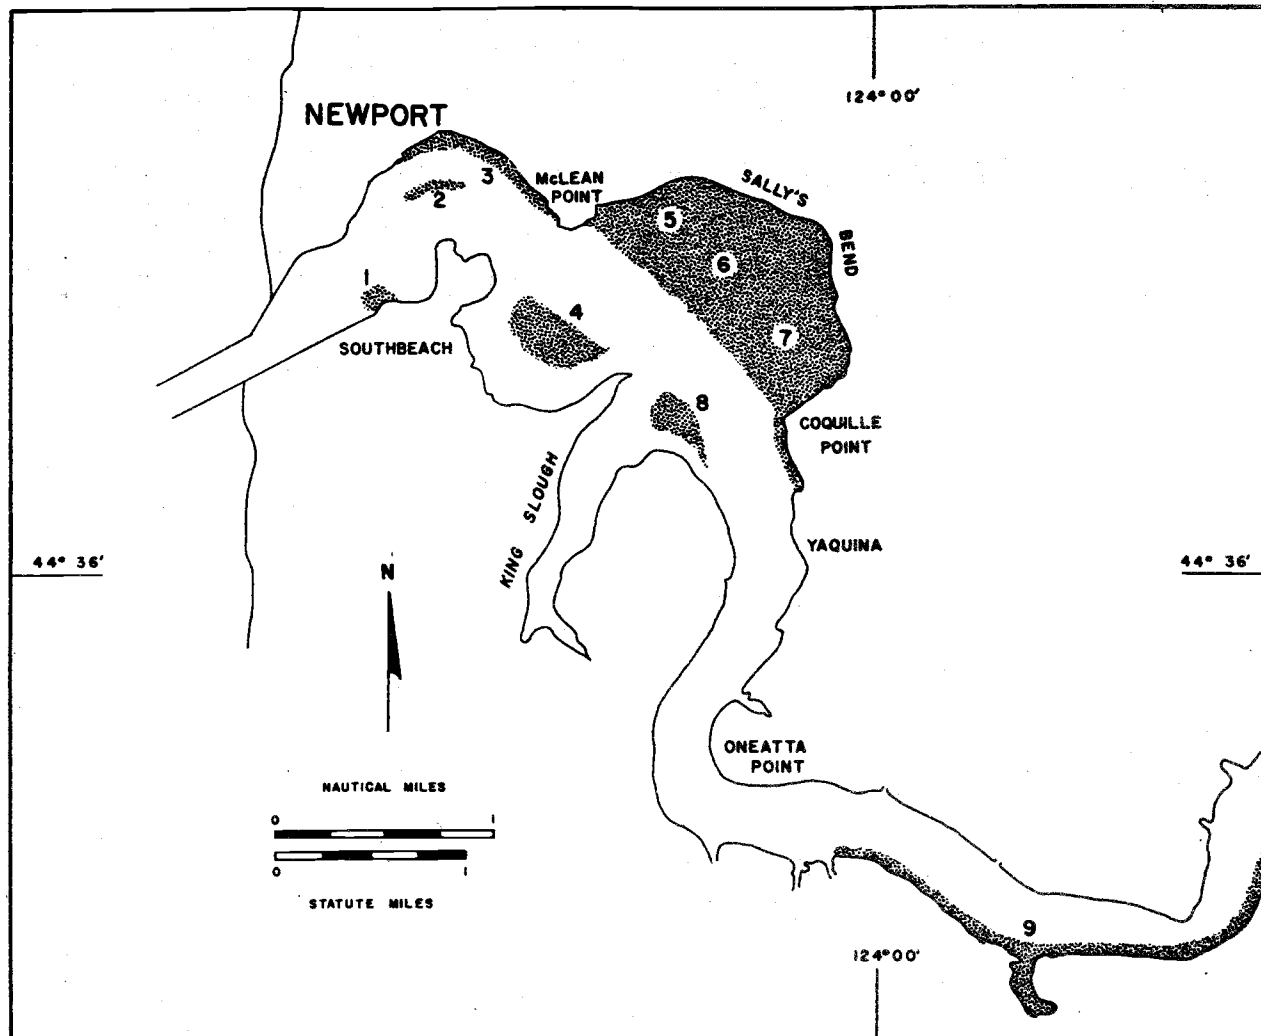 124° 00'
NEWPORT
3
McLEAN
POINT
SALLY'S
BEND
2
5
6
1
4
7
SOUTHBEACH
8
COQUILLE
POINT
KING SLOUGH
YAQUINA
44° 36'
44° 36'
N
ONEATTA
POINT
NAUTICAL MILES
0 1
0 1
STATUTE MILES
9
124° 00'